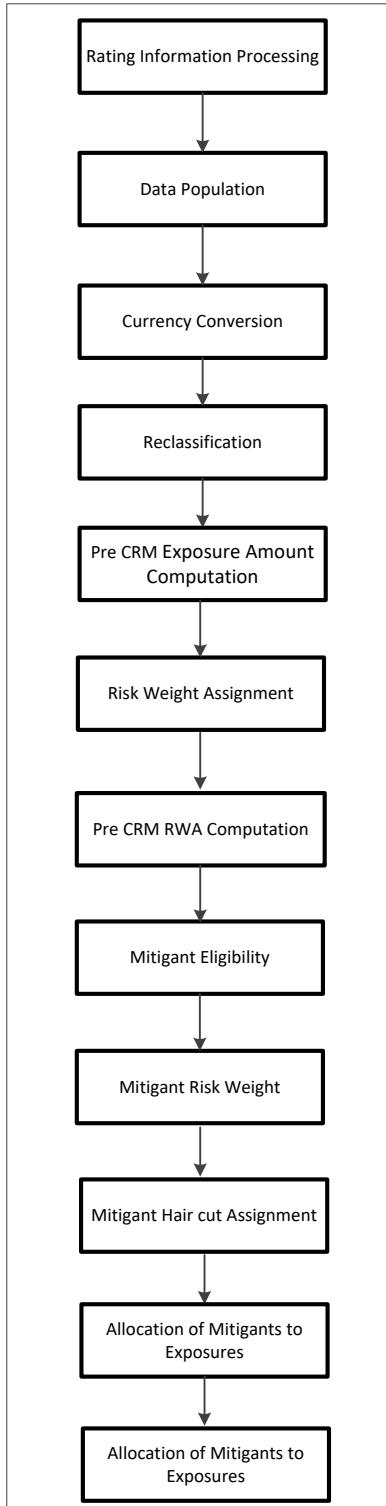 Rating Information Processing
Data Population
Currency Conversion
Reclassification
Pre CRM Exposure Amount
Computation
Risk Weight Assignment
Pre CRM RWA Computation
Mitigant Eligibility
Mitigant Risk Weight
Mitigant Hair cut Assignment
Allocation of Mitigants to
Exposures
Allocation of Mitigants to
Exposures